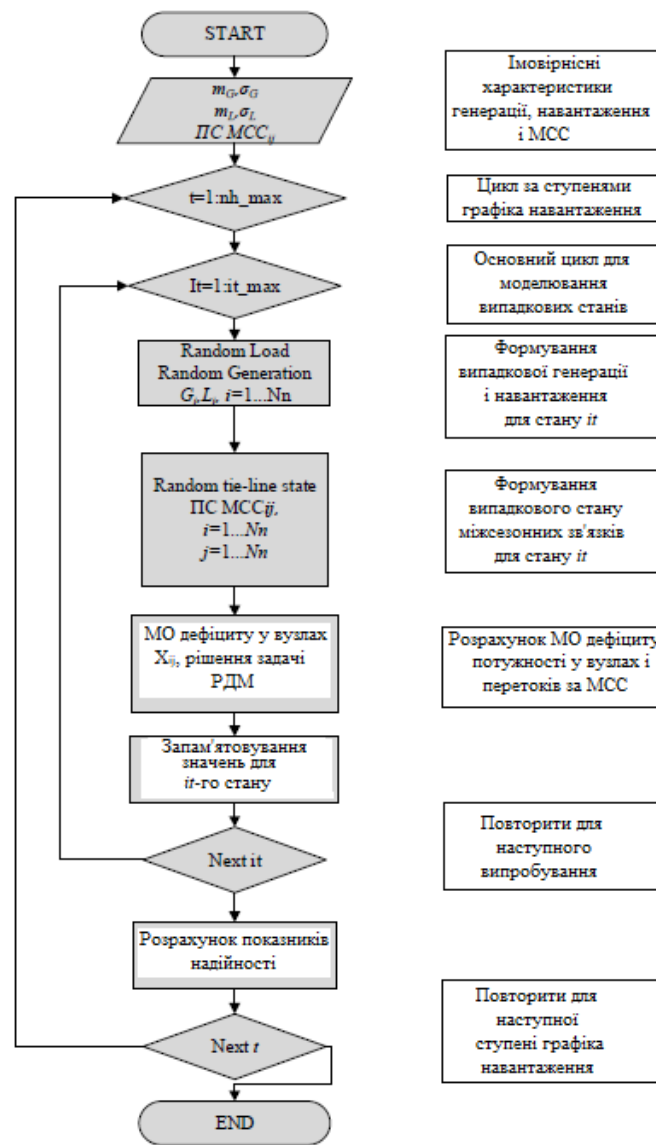 START
m_G,σ_G
m_L,σ_L
ПС МСС_ij
Імовірнісні
характеристики
генерації, навантаження
і МСС
t=1:nh_max
Цикл за ступенями
графіка навантаження
It=1:it_max
Основний цикл для
моделювання
випадкових станів
Random Load
Random Generation
G_i,L_i, i=1...Nn
Формування
випадкової генерації
і навантаження
для стану it
Random tie-line state
ПС МССij,
i=1...Nn
j=1...Nn
Формування
випадкового стану
міжсезонних зв'язків
для стану it
МО дефіциту у вузлах
X_ij, рішення задачі
РДМ
Розрахунок МО дефіциту
потужності у вузлах і
перетоків за МСС
Запам'ятовування
значень для
it-го стану
Next it
Повторити для
наступного
випробування
Розрахунок показників
надійності
Next t
Повторити для
наступної
ступені графіка
навантаження
END